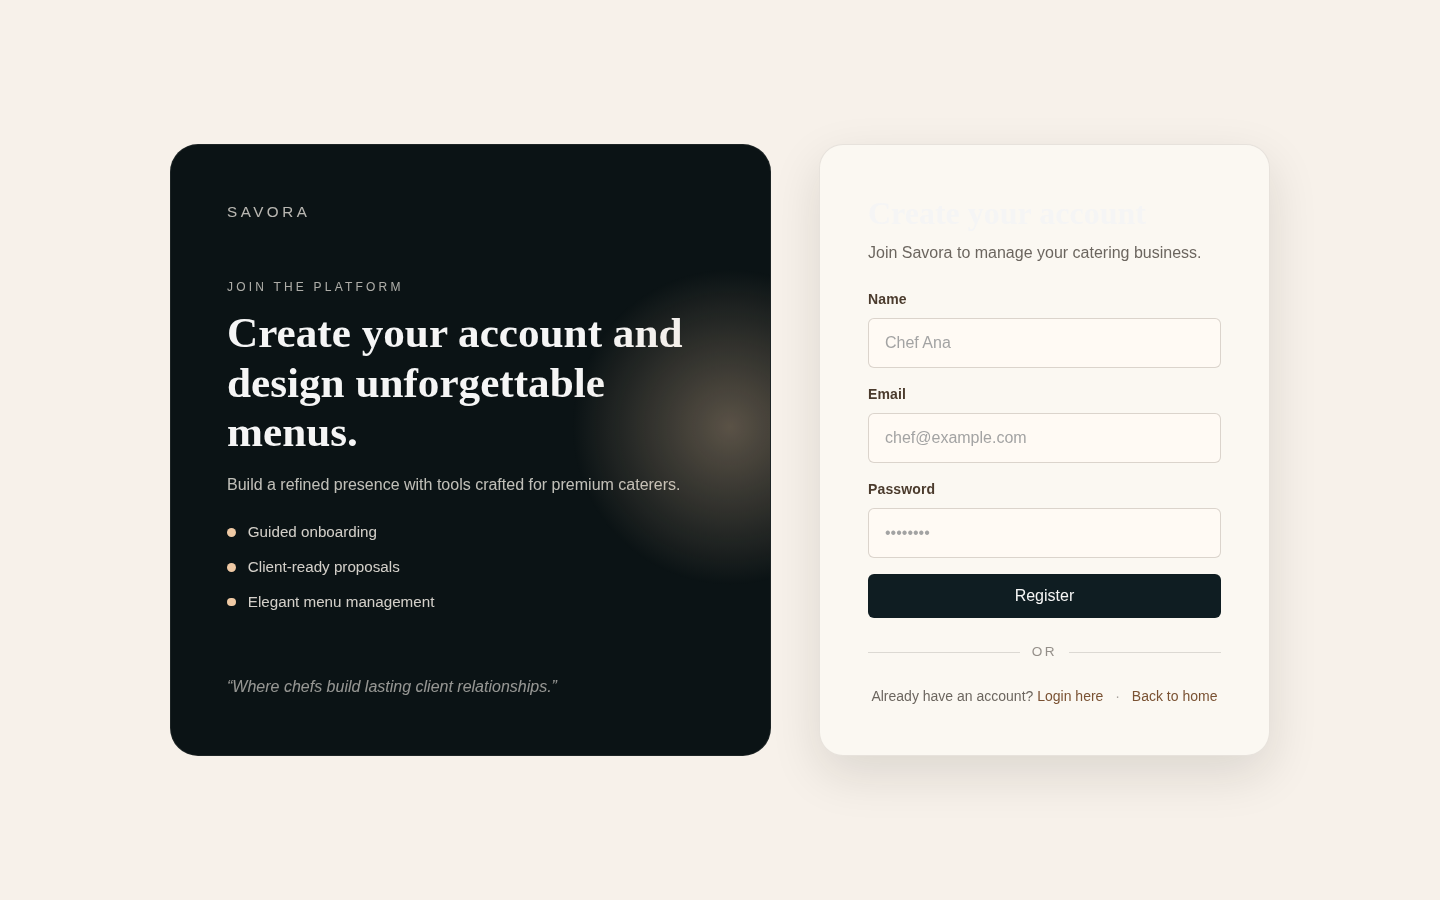 SAVORA
JOIN THE PLATFORM
Create your account and
design unforgettable
menus.
Build a refined presence with tools crafted for premium caterers.
Guided onboarding
Client-ready proposals
Elegant menu management
“Where chefs build lasting client relationships.”
Create your account
Join Savora to manage your catering business.
Name
Chef Ana
Email
chef@example.com
Password
••••••••
Register
OR
Already have an account? Login here · Back to home